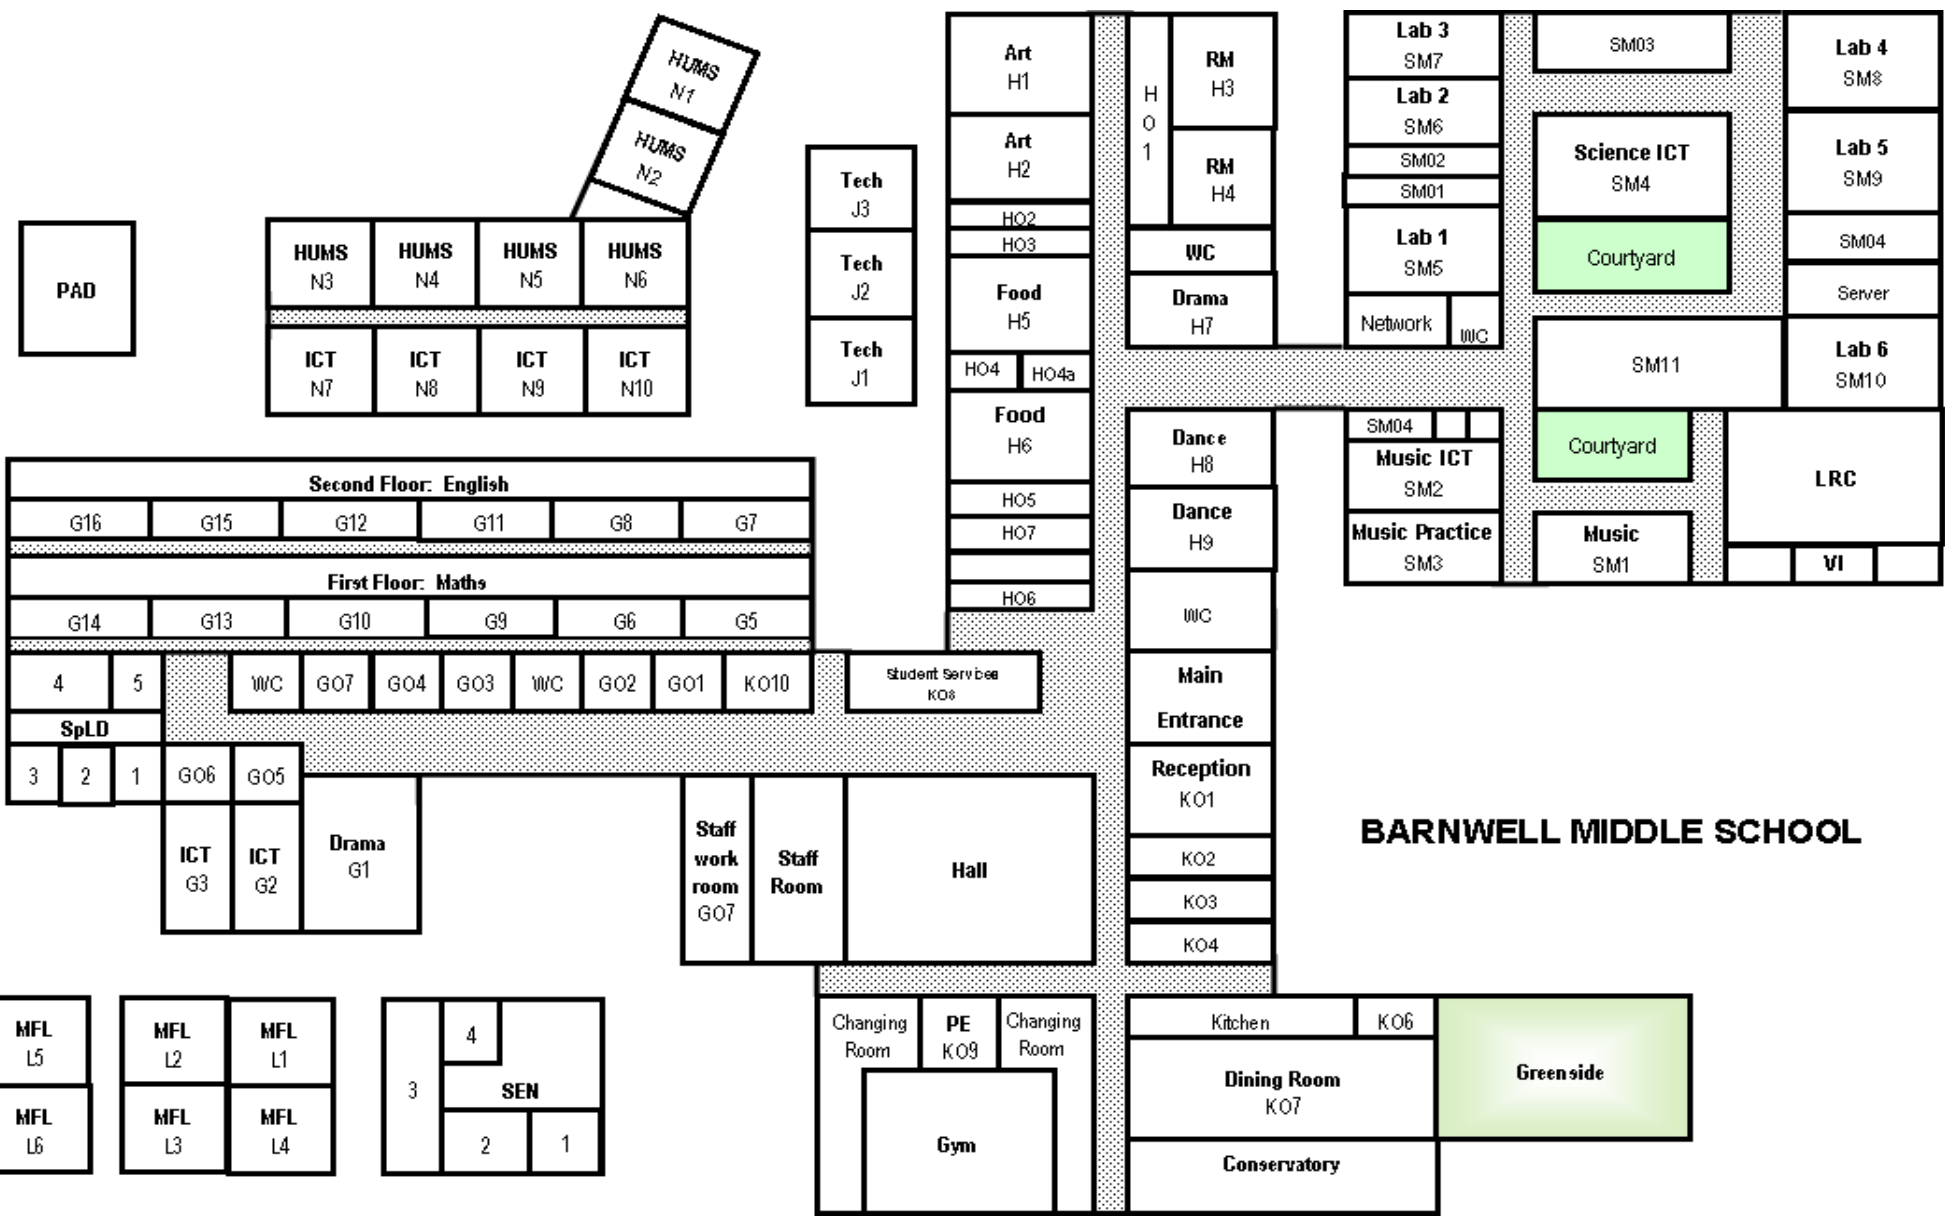 HUMS
N1
HUMS
N2
PAD
HUMS
N3
HUMS
N4
HUMS
N5
HUMS
N6
ICT
N7
ICT
N8
ICT
N9
ICT
N10
Tech
J3
Tech
J2
Tech
J1
Art
H1
Art
H2
HO2
HO3
Food
H5
HO4
HO4a
Food
H6
HO5
HO7
HO6
H
O
1
RM
H3
RM
H4
WC
Drama
H7
Dance
H8
Dance
H9
WC
Main
Entrance
Reception
KO1
KO2
KO3
KO4
Lab 3
SM7
Lab 2
SM6
SM02
SM01
Lab 1
SM5
Network
WC
SM03
Science ICT
SM4
Courtyard
SM11
Courtyard
Lab 4
SM8
Lab 5
SM9
SM04
Server
Lab 6
SM10
SM04
Music ICT
SM2
Music Practice
SM3
Music
SM1
LRC
VI
Second Floor: English
G16
G15
G12
G11
G8
G7
First Floor: Maths
G14
G13
G10
G9
G6
G5
4
5
WC
GO7
GO4
GO3
WC
GO2
GO1
KO10
Student Services
KO8
SpLD
3
2
1
GO6
GO5
ICT
G3
ICT
G2
Drama
G1
Staff
work
room
GO7
Staff
Room
Hall
BARNWELL MIDDLE SCHOOL
MFL
L5
MFL
L2
MFL
L1
MFL
L6
MFL
L3
MFL
L4
4
3
SEN
2
1
Changing
Room
PE
KO9
Changing
Room
Gym
Kitchen
KO6
Dining Room
KO7
Conservatory
Greenside